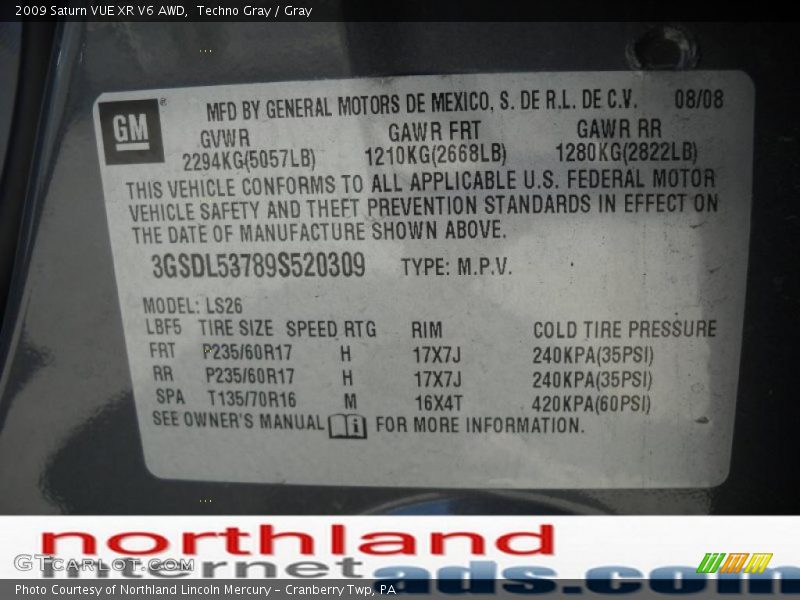 2009 Saturn VUE XR V6 AWD, Techno Gray / Gray
GM
MFD BY GENERAL MOTORS DE MEXICO, S. DE R.L. DE C.V. 08/08
GVWR GAWR FRT GAWR RR
2294KG(5057LB) 1210KG(2668LB) 1280KG(2822LB)
THIS VEHICLE CONFORMS TO ALL APPLICABLE U.S. FEDERAL MOTOR
VEHICLE SAFETY AND THEFT PREVENTION STANDARDS IN EFFECT ON
THE DATE OF MANUFACTURE SHOWN ABOVE.
3GSDL53789S520309 TYPE: M.P.V.
MODEL: LS26
LBF5 TIRE SIZE SPEED RTG RIM COLD TIRE PRESSURE
FRT P235/60R17 H 17X7J 240KPA(35PSI)
RR P235/60R17 H 17X7J 240KPA(35PSI)
SPA T135/70R16 M 16X4T 420KPA(60PSI)
SEE OWNER'S MANUAL i FOR MORE INFORMATION.
northland
GTCARLOT.COM
internetads.com
Photo Courtesy of Northland Lincoln Mercury - Cranberry Twp, PA